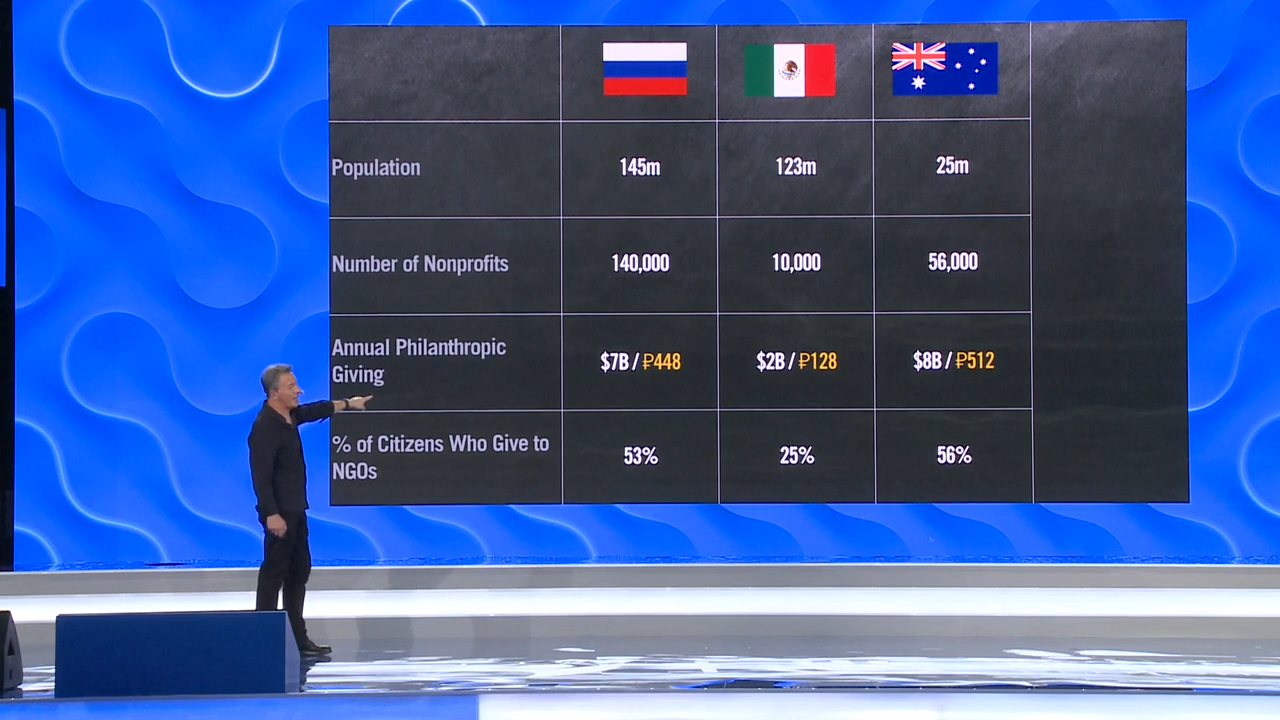 Population
145m
123m
25m
Number of Nonprofits
140,000
10,000
56,000
Annual Philanthropic
Giving
$7B / ₽448
$2B / ₽128
$8B / ₽512
% of Citizens Who Give to
NGOs
53%
25%
56%